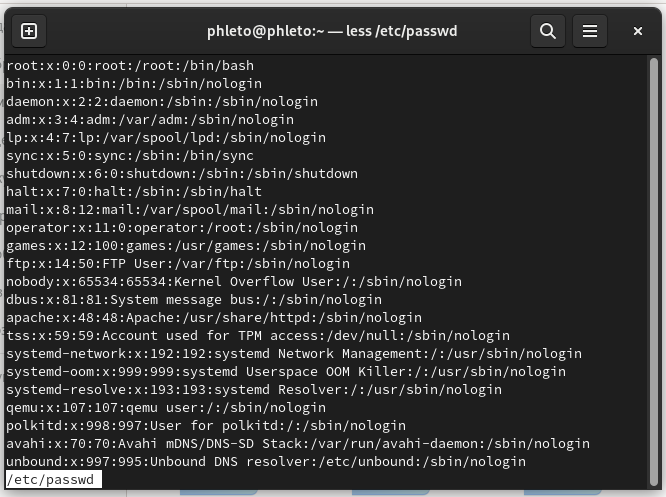 phleto@phleto:~ — less /etc/passwd
root:x:0:0:root:/root:/bin/bash
bin:x:1:1:bin:/bin:/sbin/nologin
daemon:x:2:2:daemon:/sbin:/sbin/nologin
adm:x:3:4:adm:/var/adm:/sbin/nologin
lp:x:4:7:lp:/var/spool/lpd:/sbin/nologin
sync:x:5:0:sync:/sbin:/bin/sync
shutdown:x:6:0:shutdown:/sbin:/sbin/shutdown
halt:x:7:0:halt:/sbin:/sbin/halt
mail:x:8:12:mail:/var/spool/mail:/sbin/nologin
operator:x:11:0:operator:/root:/sbin/nologin
games:x:12:100:games:/usr/games:/sbin/nologin
ftp:x:14:50:FTP User:/var/ftp:/sbin/nologin
nobody:x:65534:65534:Kernel Overflow User:/:/sbin/nologin
dbus:x:81:81:System message bus:/:/sbin/nologin
apache:x:48:48:Apache:/usr/share/httpd:/sbin/nologin
tss:x:59:59:Account used for TPM access:/dev/null:/sbin/nologin
systemd-network:x:192:192:systemd Network Management:/:/usr/sbin/nologin
systemd-oom:x:999:999:systemd Userspace OOM Killer:/:/usr/sbin/nologin
systemd-resolve:x:193:193:systemd Resolver:/:/usr/sbin/nologin
qemu:x:107:107:qemu user:/:/sbin/nologin
polkitd:x:998:997:User for polkitd:/:/sbin/nologin
avahi:x:70:70:Avahi mDNS/DNS-SD Stack:/var/run/avahi-daemon:/sbin/nologin
unbound:x:997:995:Unbound DNS resolver:/etc/unbound:/sbin/nologin
/etc/passwd